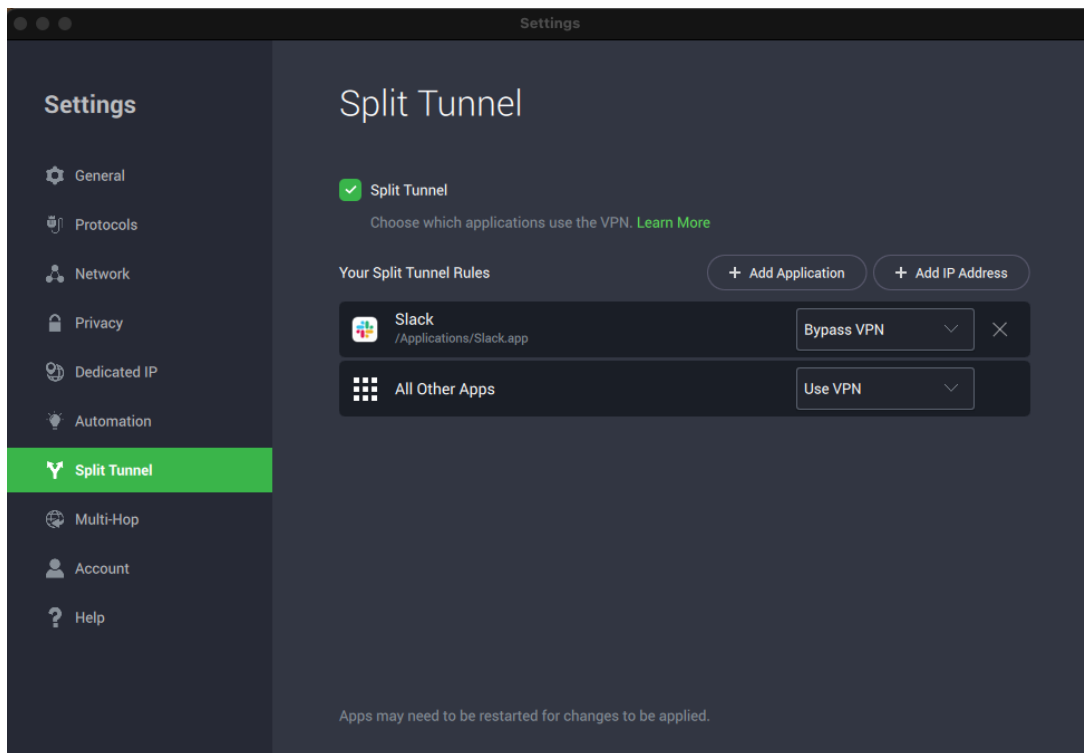 Settings
Settings
General
Protocols
Network
Privacy
Dedicated IP
Automation
Split Tunnel
Multi-Hop
Account
Help
Split Tunnel
Split Tunnel
Choose which applications use the VPN. Learn More
Your Split Tunnel Rules
+ Add Application
+ Add IP Address
Slack
/Applications/Slack.app
Bypass VPN
All Other Apps
Use VPN
Apps may need to be restarted for changes to be applied.